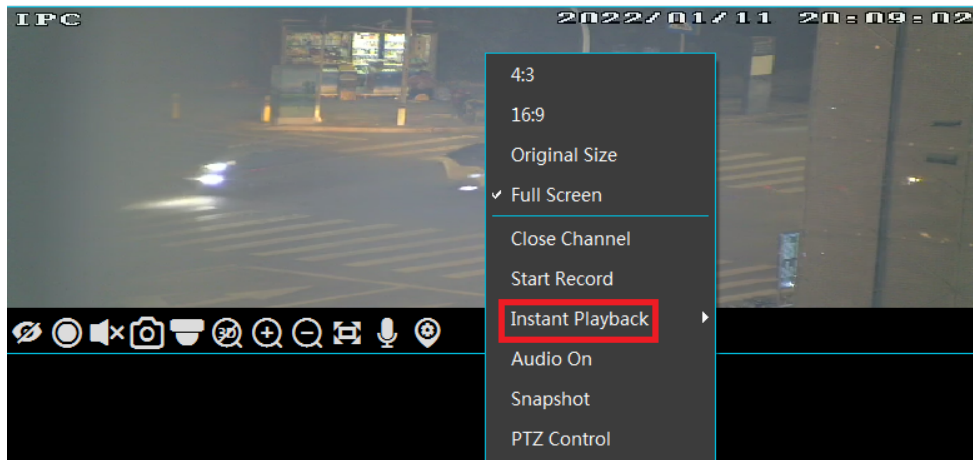 IPC
2022/01/11 20:09:02
4:3
16:9
Original Size
Full Screen
Close Channel
Start Record
Instant Playback
Audio On
Snapshot
PTZ Control
3D